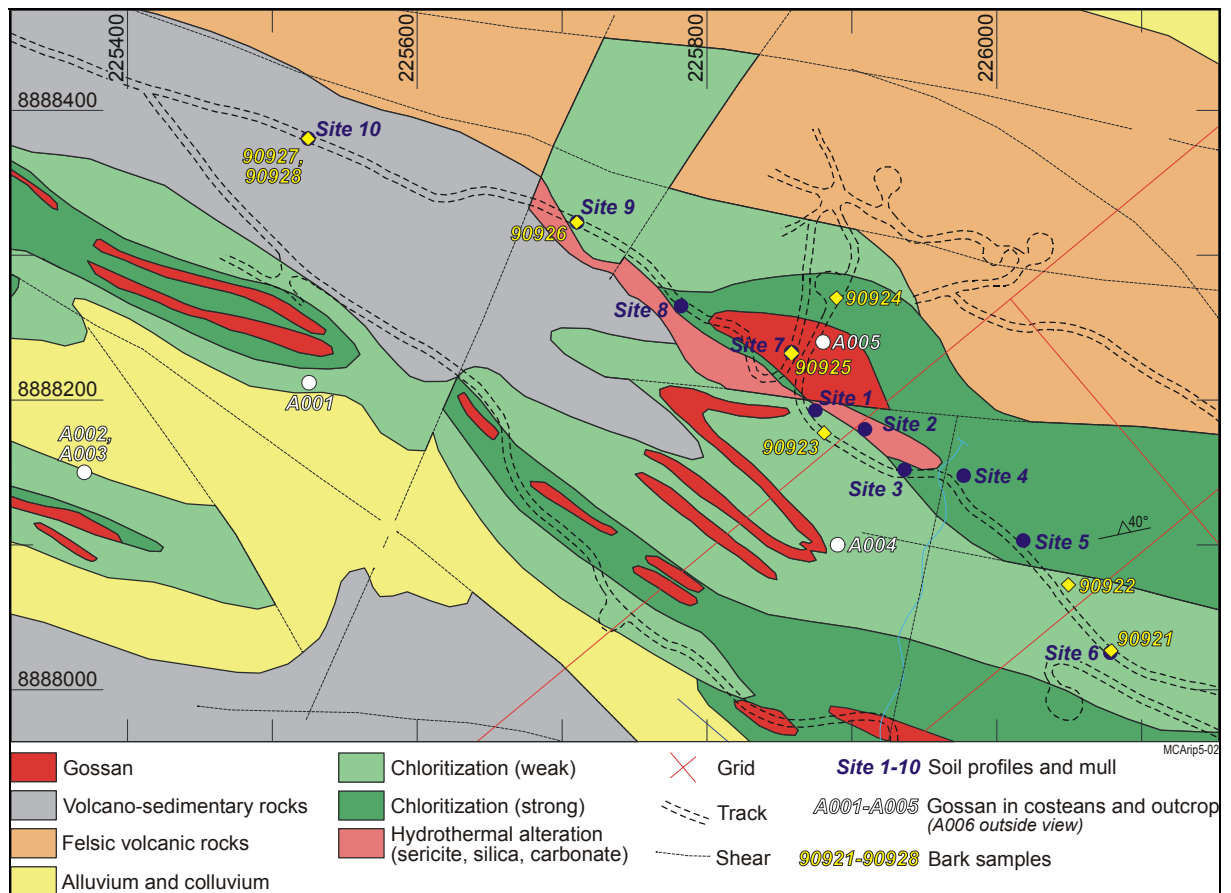 225400
225600
225800
226000
8888400
Site 10
90927,
90928
Site 9
90926
90924
Site 8
Site 7
A005
90925
8888200
A001
Site 1
Site 2
90923
A002,
A003
Site 3
Site 4
40°
A004
Site 5
90922
90921
Site 6
8888000
MCArip5-02
Gossan
Volcano-sedimentary rocks
Felsic volcanic rocks
Alluvium and colluvium
Chloritization (weak)
Chloritization (strong)
Hydrothermal alteration
(sericite, silica, carbonate)
Grid
Track
Shear
Site 1-10 Soil profiles and mull
A001-A005 Gossan in costeans and outcrop
(A006 outside view)
90921-90928 Bark samples